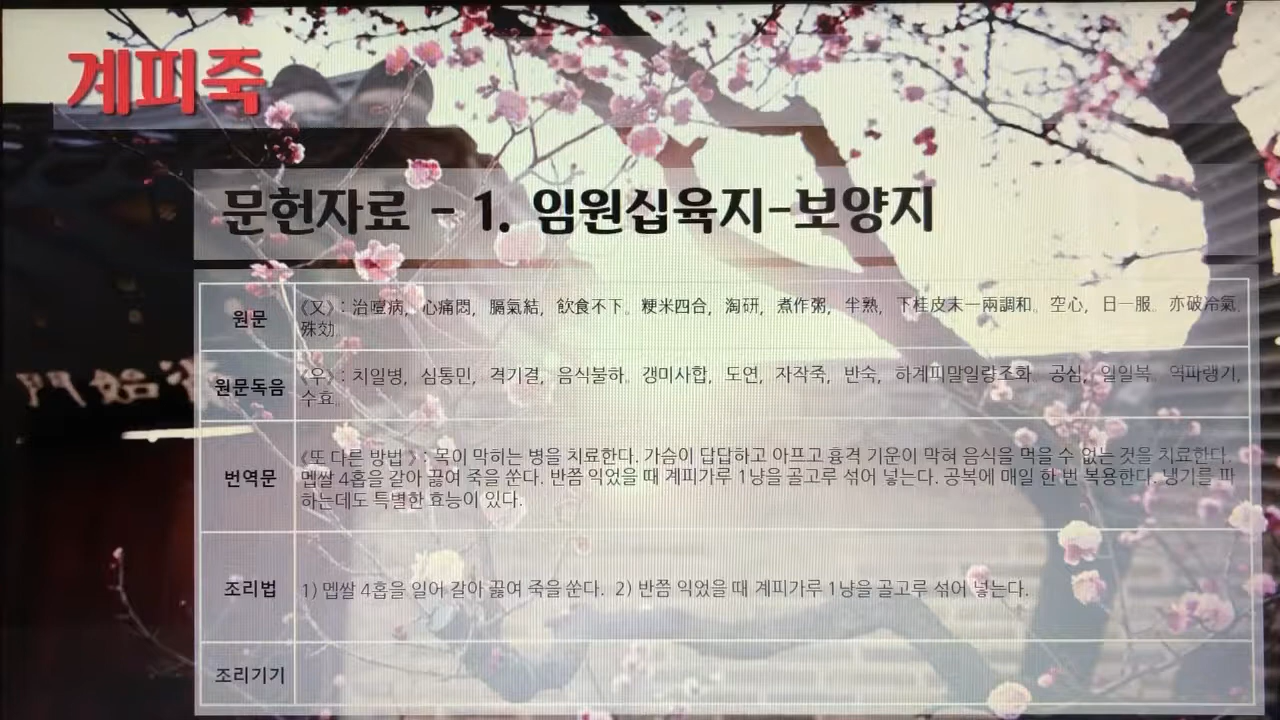 계피죽
문헌자료 - 1. 임원십육지-보양지
원문
《又》: 治噎病, 心痛悶, 膈氣結, 飮食不下. 粳米四合, 淘研, 煮作粥, 半熟, 下桂皮末一兩調和. 空心, 日一服. 亦破冷氣,
殊効.
원문독음
《우》: 치일병, 심통민, 격기결, 음식불하. 갱미사합, 도연, 자작죽, 반숙, 하계피말일량조화 공심, 일일복. 역파랭기,
수효.
번역문
《또 다른 방법 》: 목이 막히는 병을 치료한다. 가슴이 답답하고 아프고 흉격 기운이 막혀 음식을 먹을 수 없는 것을 치료한다.
멥쌀 4홉을 갈아 끓여 죽을 쑨다. 반쯤 익었을 때 계피가루 1냥을 골고루 섞어 넣는다. 공복에 매일 한 번 복용한다. 냉기를 파
하는데도 특별한 효능이 있다.
조리법
1) 멥쌀 4홉을 일어 갈아 끓여 죽을 쑨다. 2) 반쯤 익었을 때 계피가루 1냥을 골고루 섞어 넣는다.
조리기기
門始